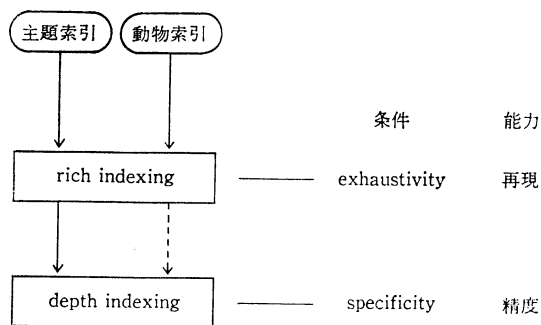 主題索引 動物索引
条件 能力
rich indexing exhaustivity 再現
depth indexing specificity 精度